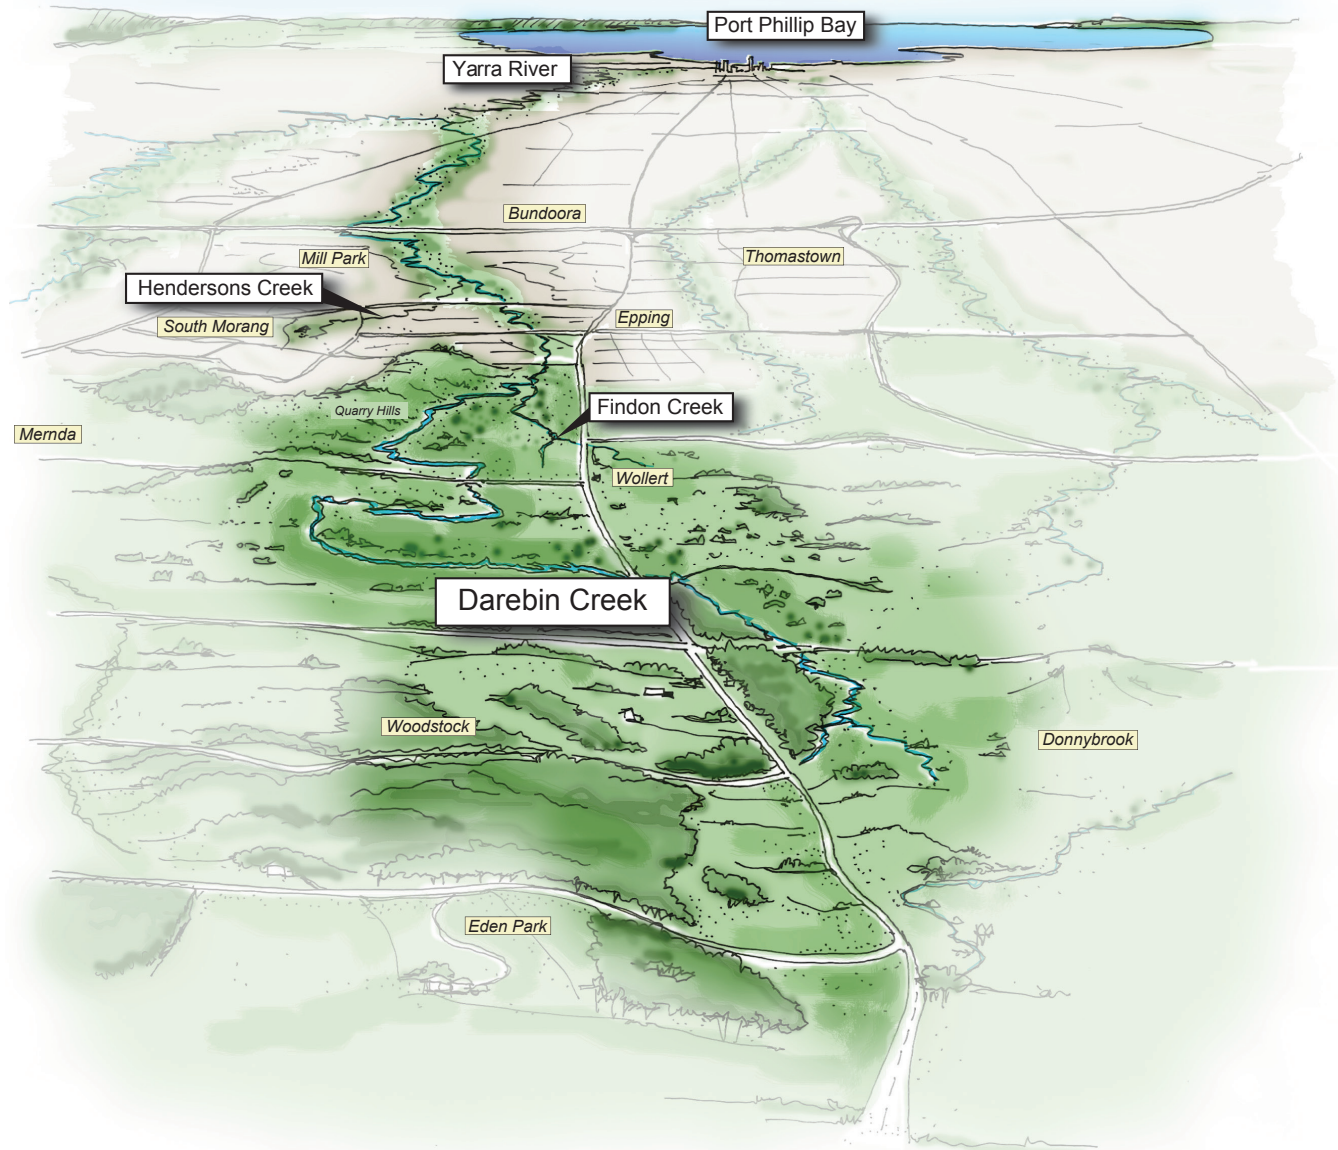 Port Phillip Bay
Yarra River
Bundoora
Mill Park
Thomastown
Hendersons Creek
South Morang
Epping
Quarry Hills
Findon Creek
Mernda
Wollert
Darebin Creek
Woodstock
Donnybrook
Eden Park